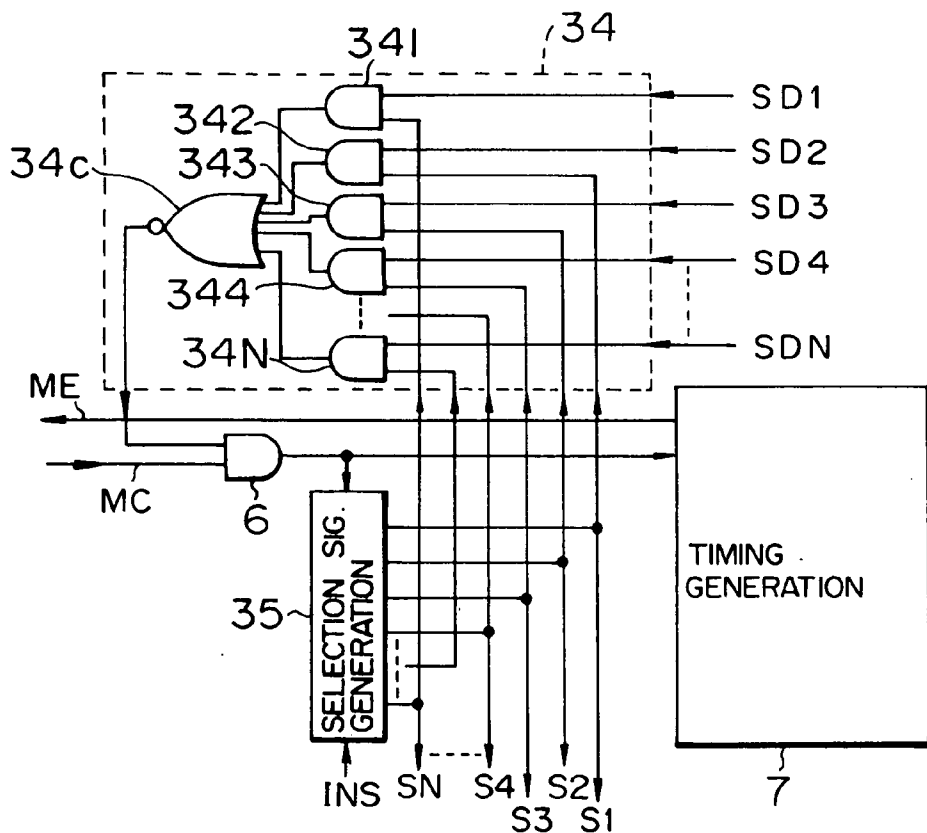 34
341
SD1
342
SD2
34c
343
SD3
SD4
344
34N
SDN
ME
MC
6
35
SELECTION SIG.
GENERATION
TIMING
GENERATION
INS
SN
S4
S3
S2
S1
7